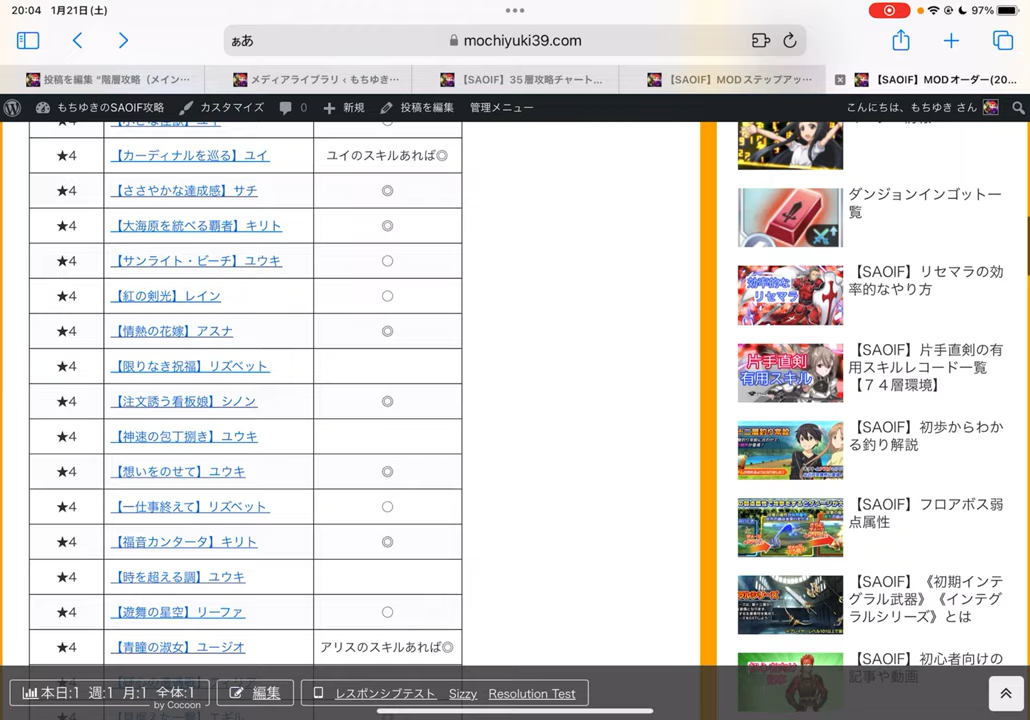 20:04 1月21日(土)
97%
ぁあ
mochiyuki39.com
投稿を編集 “階層攻略（メイン…
メディアライブラリ ‹ もちゆき…
【SAOIF】35層攻略チャート…
【SAOIF】MODステップアッ…
【SAOIF】MODオーダー(20…
もちゆきのSAOIF攻略
カスタマイズ
0
新規
投稿を編集
管理メニュー
こんにちは、もちゆき さん
★4 【カーディナルを巡る】ユイ ユイのスキルあれば◎
★4 【ささやかな達成感】サチ ◎
★4 【大海原を統べる覇者】キリト ◎
★4 【サンライト・ビーチ】ユウキ ○
★4 【紅の剣光】レイン ○
★4 【情熱の花嫁】アスナ ◎
★4 【限りなき祝福】リズベット
★4 【注文誘う看板娘】シノン ◎
★4 【神速の包丁捌き】ユウキ
★4 【想いをのせて】ユウキ ◎
★4 【一仕事終えて】リズベット ○
★4 【福音カンタータ】キリト ◎
★4 【時を超える調】ユウキ
★4 【遊舞の星空】リーファ ○
★4 【青瞳の淑女】ユージオ アリスのスキルあれば◎
ダンジョンインゴット一
覧
効率的な
リセマラ
【SAOIF】リセマラの効
率的なやり方
片手直剣
有用スキル
【SAOIF】片手直剣の有
用スキルレコード一覧
【７４層環境】
【SAOIF】初歩からわか
る釣り解説
【SAOIF】フロアボス弱
点属性
【SAOIF】《初期インテ
グラル武器》《インテグ
ラルシリーズ》とは
【SAOIF】初心者向けの
記事や動画
本日:1 週:1 月:1 全体:1
by Cocoon
編集
レスポンシブテスト
Sizzy
Resolution Test